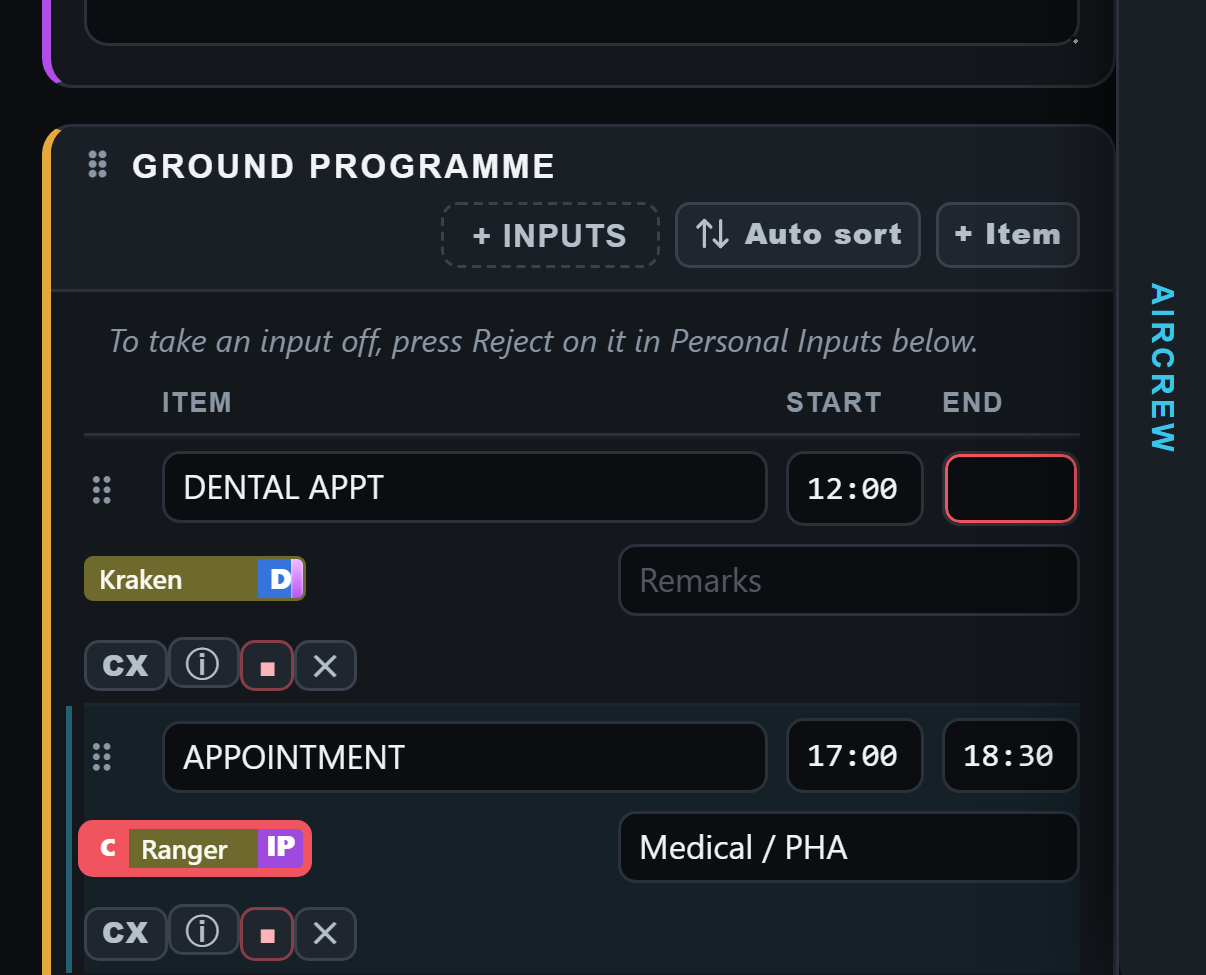 GROUND PROGRAMME
+ INPUTS
Auto sort
+ Item
To take an input off, press Reject on it in Personal Inputs below.
ITEM START END
DENTAL APPT 12:00
Kraken D
Remarks
CX
APPOINTMENT 17:00 18:30
C Ranger IP
Medical / PHA
CX
AIRCREW